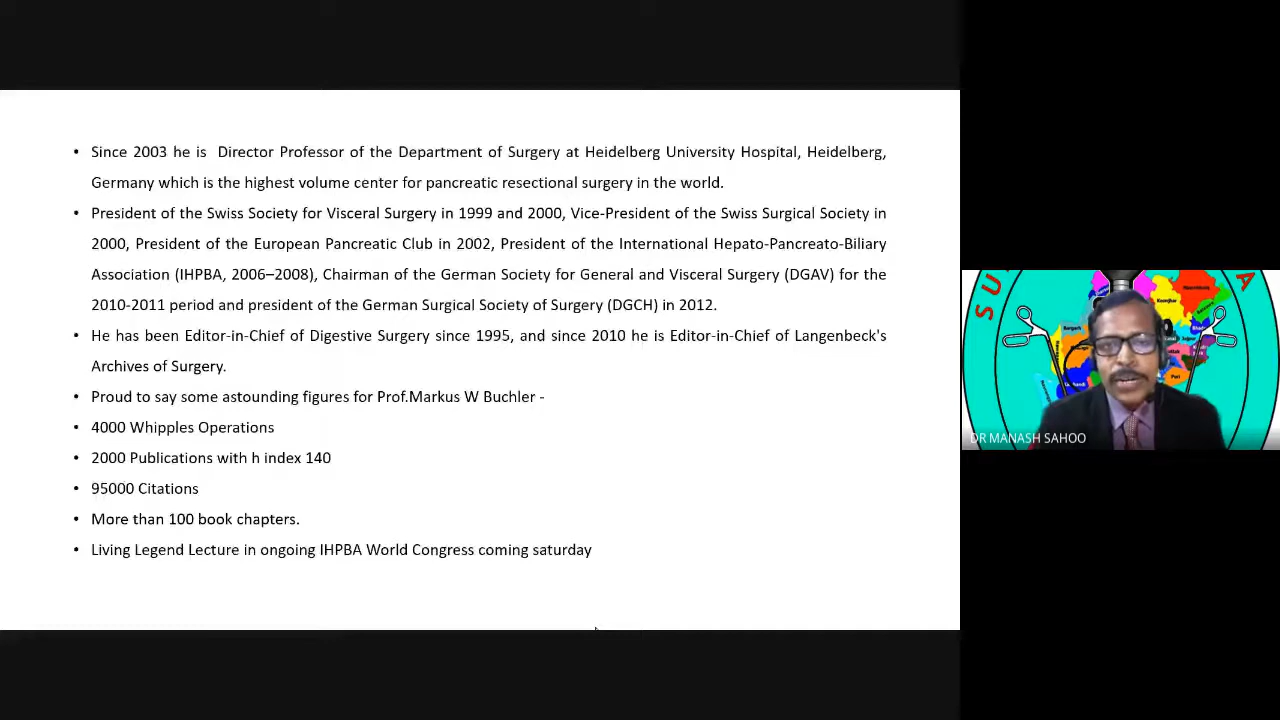 • Since 2003 he is  Director Professor of the Department of Surgery at Heidelberg University Hospital, Heidelberg,
Germany which is the highest volume center for pancreatic resectional surgery in the world.
• President of the Swiss Society for Visceral Surgery in 1999 and 2000, Vice-President of the Swiss Surgical Society in
2000, President of the European Pancreatic Club in 2002, President of the International Hepato-Pancreato-Biliary
Association (IHPBA, 2006–2008), Chairman of the German Society for General and Visceral Surgery (DGAV) for the
2010-2011 period and president of the German Surgical Society of Surgery (DGCH) in 2012.
• He has been Editor-in-Chief of Digestive Surgery since 1995, and since 2010 he is Editor-in-Chief of Langenbeck's
Archives of Surgery.
• Proud to say some astounding figures for Prof.Markus W Buchler -
• 4000 Whipples Operations
• 2000 Publications with h index 140
• 95000 Citations
• More than 100 book chapters.
• Living Legend Lecture in ongoing IHPBA World Congress coming saturday
S U
A
Puri
DR MANASH SAHOO